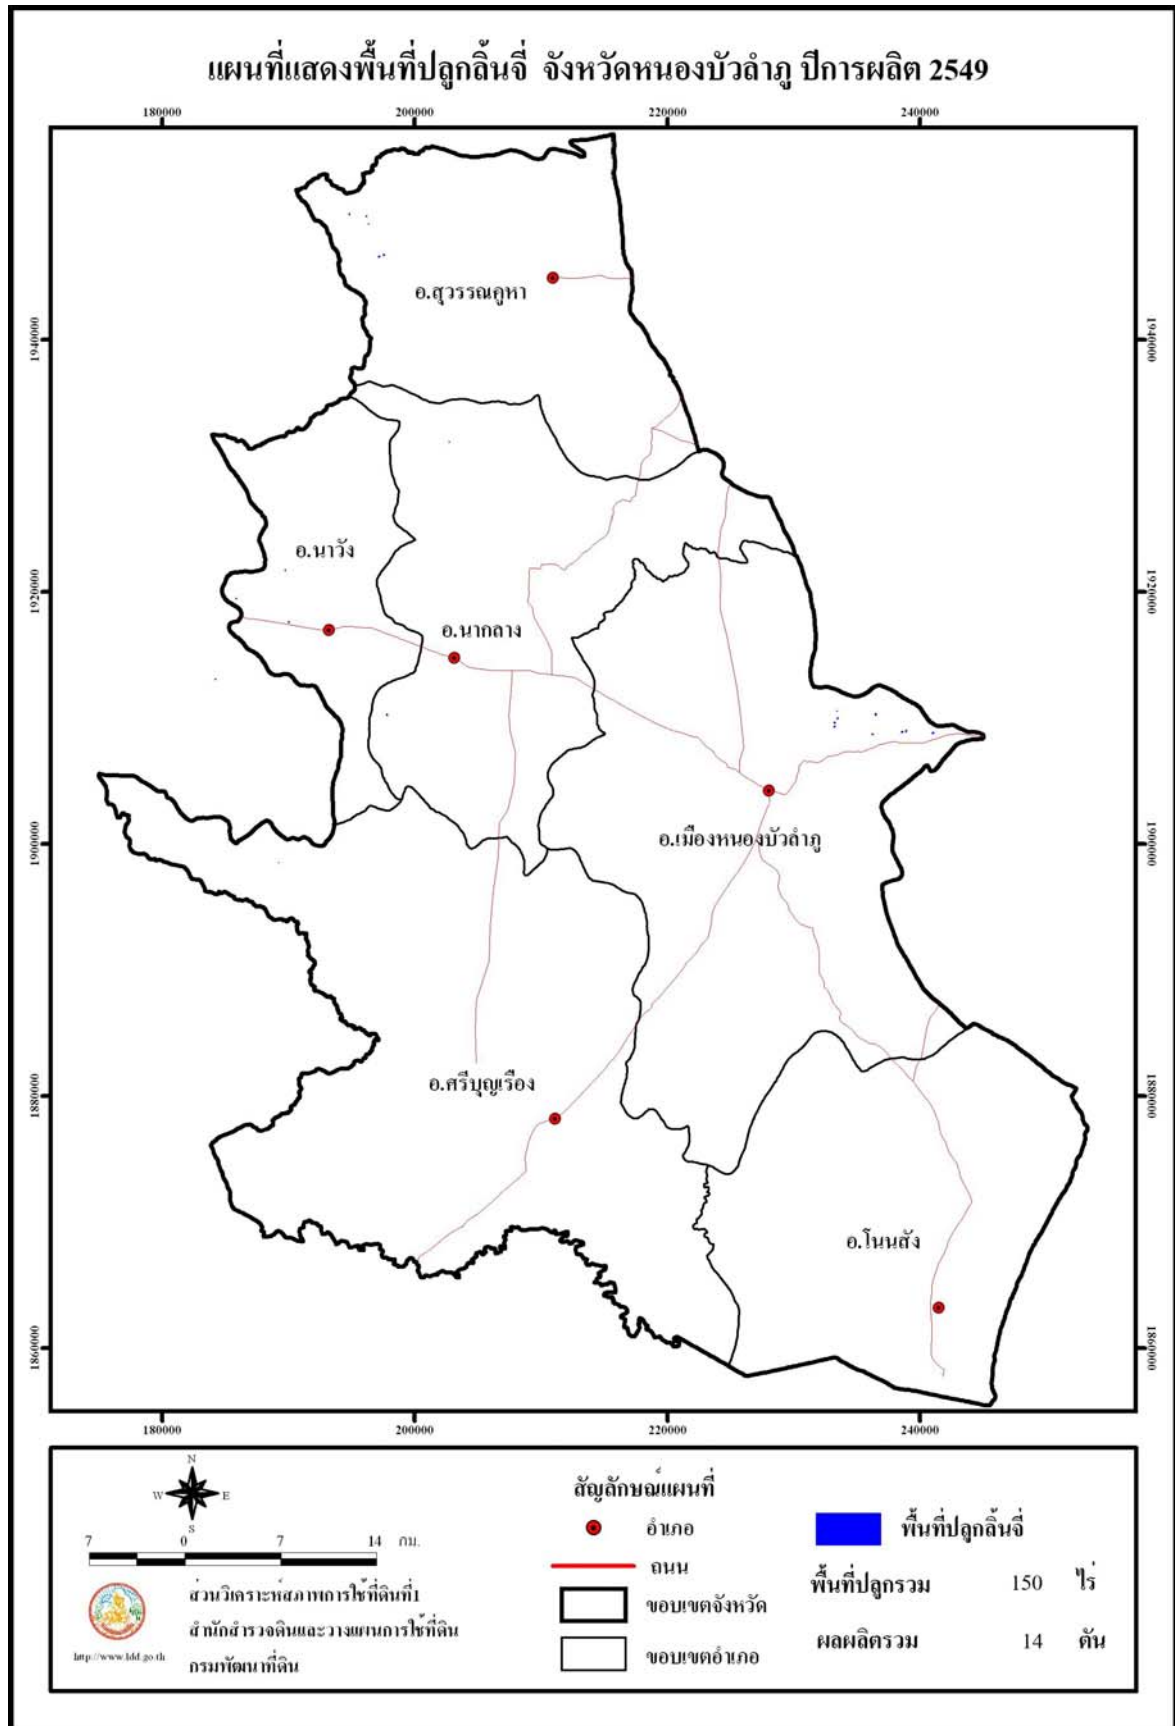 แผนที่แสดงพื้นที่ปลูกลิ้นจี่ จังหวัดหนองบัวลำภู ปีการผลิต 2549
180000 200000 220000 240000
อ.สุวรรณคูหา
1940000 1940000
อ.นาวัง
1920000 1920000
อ.นากลาง
อ.เมืองหนองบัวลำภู
1900000 1900000
อ.ศรีบุญเรือง
1880000 1880000
อ.โนนสัง
1860000 1860000
180000 200000 220000 240000
N
W E
S
7 0 7 14 กม.
ส่วนวิเคราะห์สภาพการใช้ที่ดินที่1
สำนักสำรวจดินและวางแผนการใช้ที่ดิน
กรมพัฒนาที่ดิน
http://www.ldd.go.th
สัญลักษณ์แผนที่
อำเภอ
ถนน
ขอบเขตจังหวัด
ขอบเขตอำเภอ
พื้นที่ปลูกลิ้นจี่
พื้นที่ปลูกรวม 150 ไร่
ผลผลิตรวม 14 ตัน